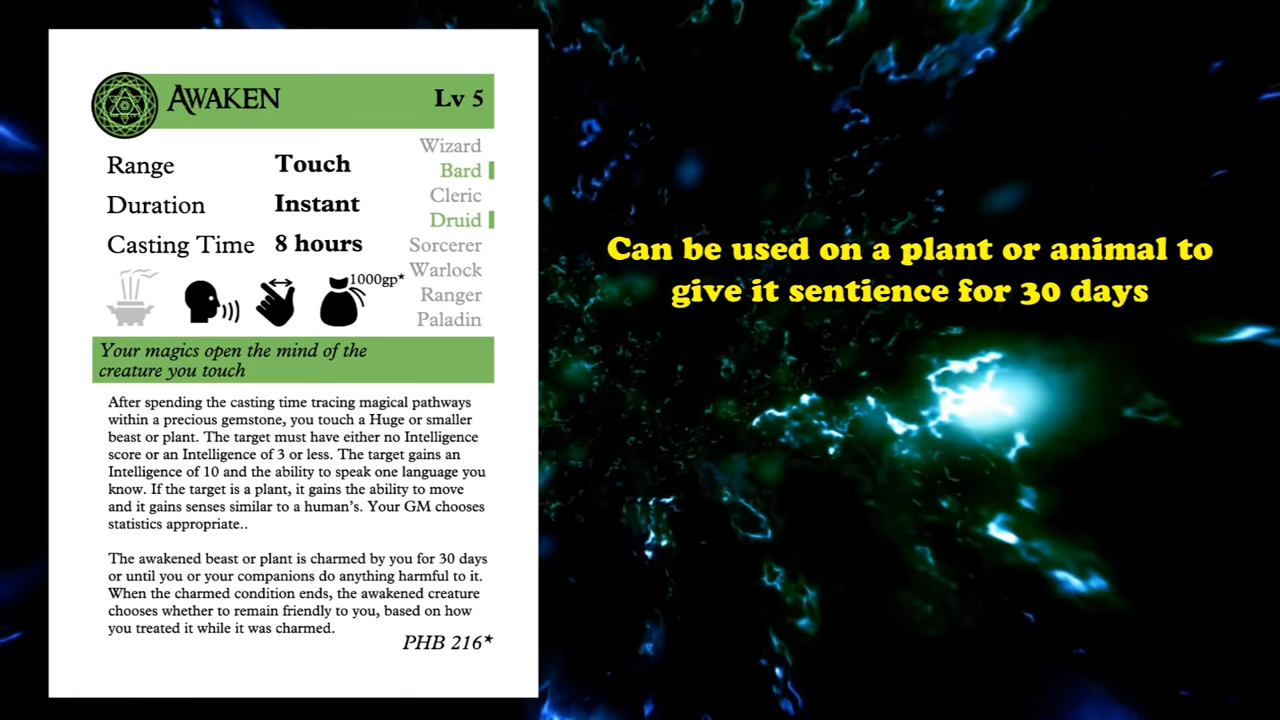 AWAKEN Lv 5
Range Touch
Duration Instant
Casting Time 8 hours
1000gp*
Wizard
Bard
Cleric
Druid
Sorcerer
Warlock
Ranger
Paladin
Your magics open the mind of the
creature you touch
After spending the casting time tracing magical pathways
within a precious gemstone, you touch a Huge or smaller
beast or plant. The target must have either no Intelligence
score or an Intelligence of 3 or less. The target gains an
Intelligence of 10 and the ability to speak one language you
know. If the target is a plant, it gains the ability to move
and it gains senses similar to a human's. Your GM chooses
statistics appropriate..
The awakened beast or plant is charmed by you for 30 days
or until you or your companions do anything harmful to it.
When the charmed condition ends, the awakened creature
chooses whether to remain friendly to you, based on how
you treated it while it was charmed.
PHB 216*
Can be used on a plant or animal to
give it sentience for 30 days